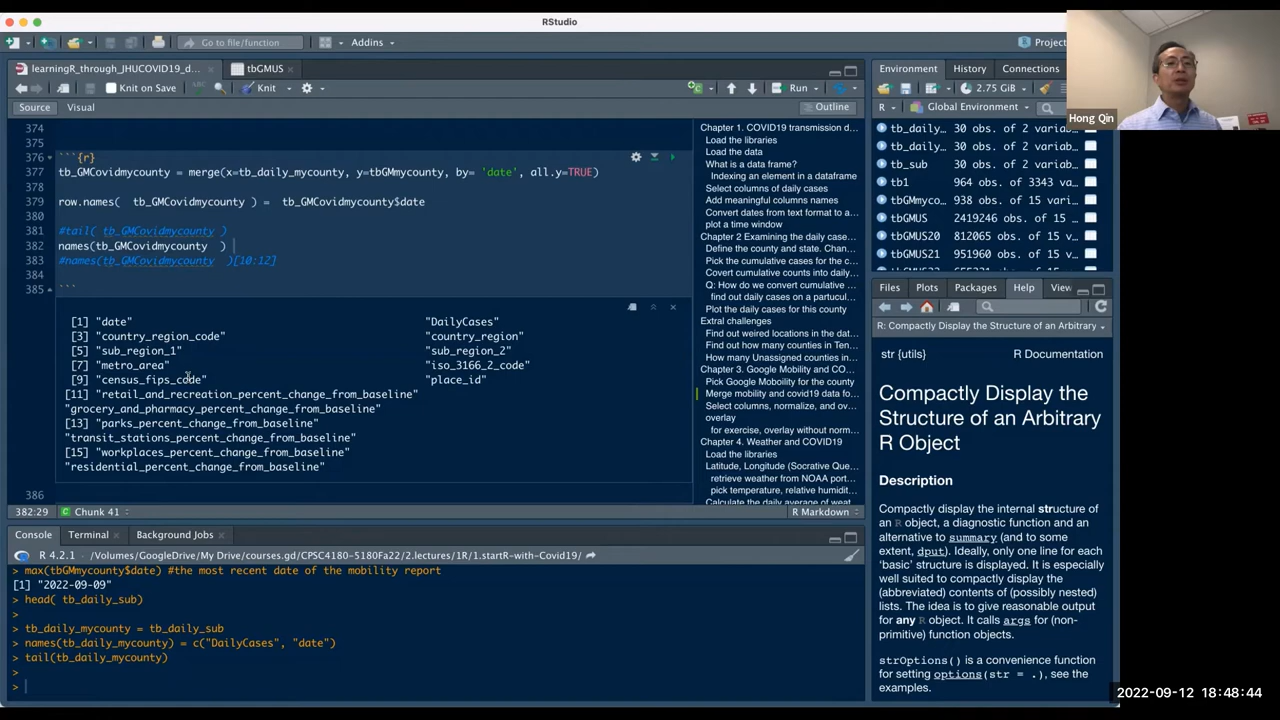 RStudio
Go to file/function
Addins
Project
learningR_through_JHUCOVID19_d...
tbGMUS
Knit on Save
Knit
Run
Source
Visual
Outline
374
375
376
```{r}
377
tb_GMCovidmycounty = merge(x=tb_daily_mycounty, y=tbGMmycounty, by= 'date', all.y=TRUE)
378
379
row.names(  tb_GMCovidmycounty ) =  tb_GMCovidmycounty$date
380
381
#tail( tb_GMCovidmycounty )
382
names(tb_GMCovidmycounty  )
383
#names(tb_GMCovidmycounty  )[10:12]
384
385
```
[1] "date" "DailyCases"
[3] "country_region_code" "country_region"
[5] "sub_region_1" "sub_region_2"
[7] "metro_area" "iso_3166_2_code"
[9] "census_fips_code" "place_id"
[11] "retail_and_recreation_percent_change_from_baseline"
"grocery_and_pharmacy_percent_change_from_baseline"
[13] "parks_percent_change_from_baseline"
"transit_stations_percent_change_from_baseline"
[15] "workplaces_percent_change_from_baseline"
"residential_percent_change_from_baseline"
386
382:29
Chunk 41
R Markdown
Chapter 1. COVID19 transmission d...
Load the libraries
Load the data
What is a data frame?
Indexing an element in a dataframe
Select columns of daily cases
Add meaningful columns names
Convert dates from text format to a...
plot a time window
Chapter 2 Examining the daily case...
Define the county and state. Chan...
Pick the cumulative cases for the c...
Covert cumulative counts into daily...
Q: How do we convert cumulative ...
find out daily cases on a partucul...
Plot the daily cases for this county
Extral challenges
Find out weired locations in the dat...
Find out how many counties in Ten...
How many Unassigned counties in...
Chapter 3. Google Mobility and CO...
Pick Google Moboility for the county
Merge mobility and covid19 data fo...
Select columns, normalize, and ov...
overlay
for exercise, overlay without norm...
Chapter 4. Weather and COVID19
Load the libraries
Latitude, Longitude (Socrative Que...
retrieve weather from NOAA port...
pick temperature, relative humidit...
Calculate the daily average of weat...
Console
Terminal
Background Jobs
R 4.2.1 · /Volumes/GoogleDrive/My Drive/courses.gd/CPSC4180-5180Fa22/2.lectures/1R/1.startR-with-Covid19/
> max(tbGMmycounty$date) #the most recent date of the mobility report
[1] "2022-09-09"
> head( tb_daily_sub)
>
> tb_daily_mycounty = tb_daily_sub
> names(tb_daily_mycounty) = c("DailyCases", "date")
> tail(tb_daily_mycounty)
>
>
Environment
History
Connections
2.75 GiB
R
Global Environment
tb_daily... 30 obs. of 2 variab...
tb_daily... 30 obs. of 2 variab...
tb_sub 30 obs. of 2 variab...
tb1 964 obs. of 3343 var...
tbGMmyco... 938 obs. of 15 varia...
tbGMUS 2419246 obs. of 15 v...
tbGMUS20 812065 obs. of 15 va...
tbGMUS21 951960 obs. of 15 va...
Files
Plots
Packages
Help
View
R: Compactly Display the Structure of an Arbitrary
str {utils}
R Documentation
Compactly Display the
Structure of an Arbitrary
R Object
Description
Compactly display the internal structure of
an R object, a diagnostic function and an
alternative to summary (and to some
extent, dput). Ideally, only one line for each
‘basic’ structure is displayed. It is especially
well suited to compactly display the
(abbreviated) contents of (possibly nested)
lists. The idea is to give reasonable output
for any R object. It calls args for (non-
primitive) function objects.
strOptions() is a convenience function
for setting options(str = .), see the
examples.
Hong Qin
2022-09-12 18:48:44